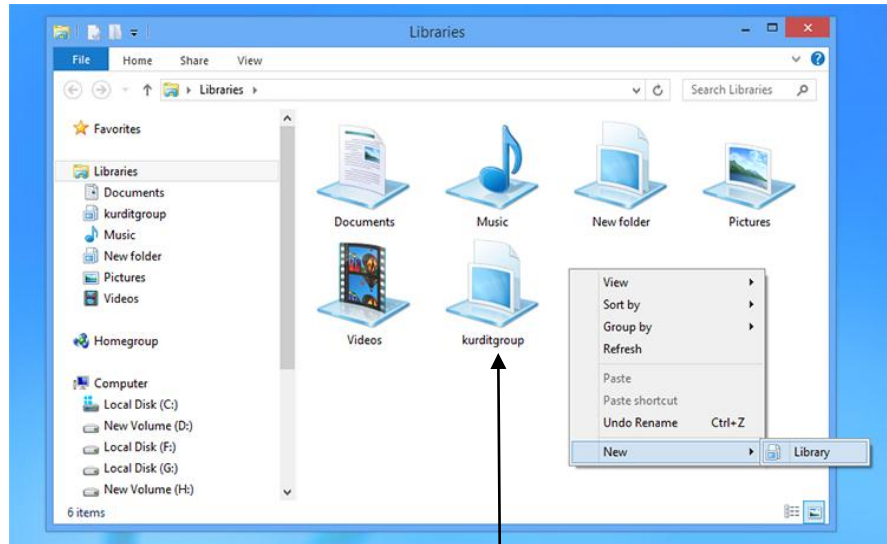 Libraries
File Home Share View
Libraries
Search Libraries
Favorites
Libraries
Documents
kurditgroup
Music
New folder
Pictures
Videos
Homegroup
Computer
Local Disk (C:)
New Volume (D:)
Local Disk (F:)
Local Disk (G:)
New Volume (H:)
Documents Music New folder Pictures
Videos kurditgroup
View
Sort by
Group by
Refresh
Paste
Paste shortcut
Undo Rename Ctrl+Z
New
Library
6 items